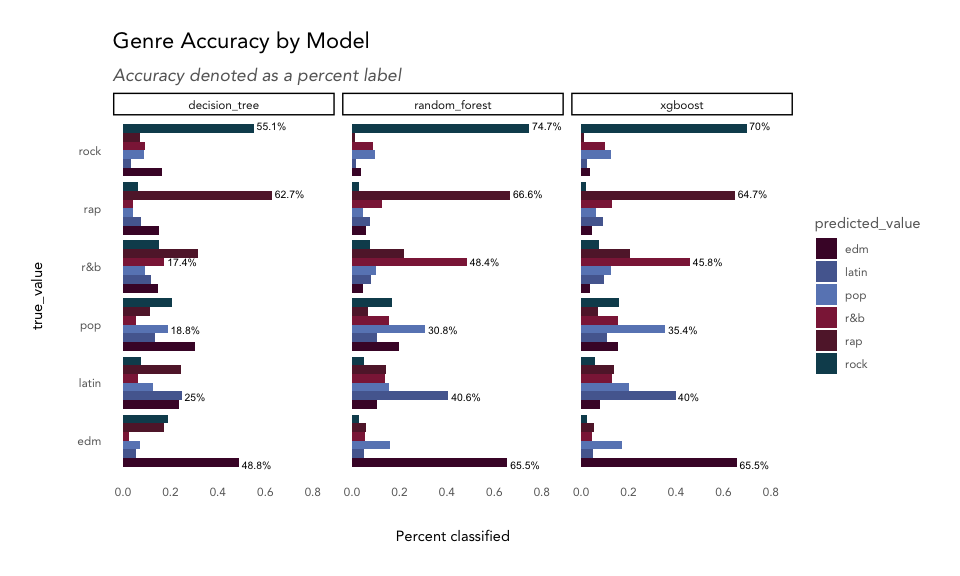 Genre Accuracy by Model
Accuracy denoted as a percent label
decision_tree random_forest xgboost
rock 55.1% 74.7% 70%
rap 62.7% 66.6% 64.7%
r&b 17.4% 48.4% 45.8%
pop 18.8% 30.8% 35.4%
latin 25% 40.6% 40%
edm 48.8% 65.5% 65.5%
0.0 0.2 0.4 0.6 0.8 0.0 0.2 0.4 0.6 0.8 0.0 0.2 0.4 0.6 0.8
Percent classified
true_value
predicted_value
edm
latin
pop
r&b
rap
rock